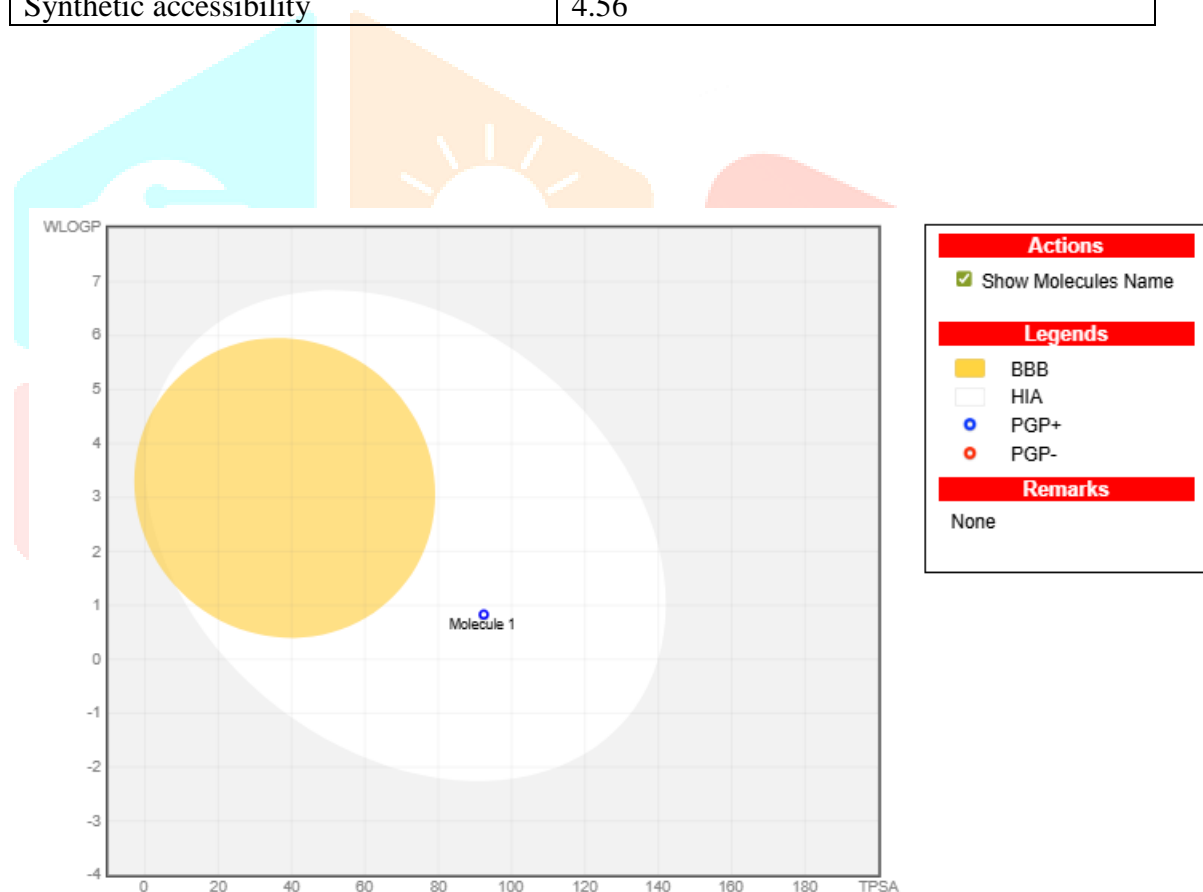 Synthetic accessibility 4.56
WLOGP
7
6
5
4
3
2
1
0
-1
-2
-3
-4
0 20 40 60 80 100 120 140 160 180 TPSA
Molecule 1
Actions
Show Molecules Name
Legends
BBB
HIA
PGP+
PGP-
Remarks
None